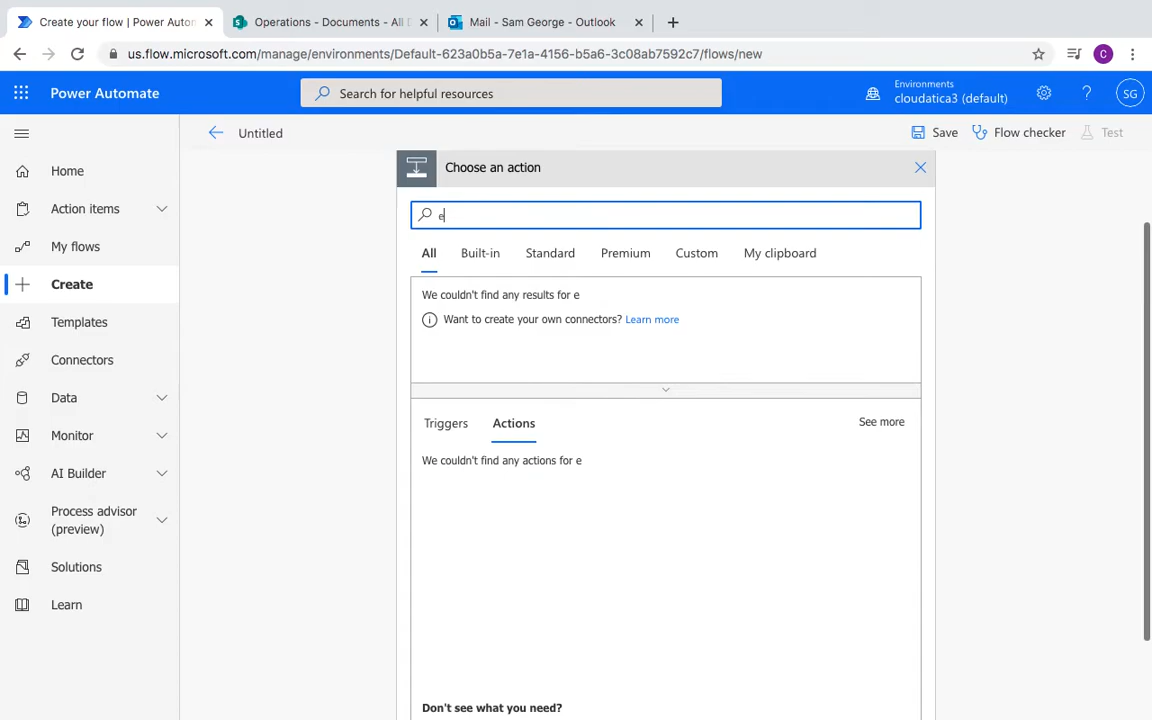 Create your flow | Power Autom
Operations - Documents - All D
Mail - Sam George - Outlook
us.flow.microsoft.com/manage/environments/Default-623a0b5a-7e1a-4156-b5a6-3c08ab7592c7/flows/new
C
Power Automate
Search for helpful resources
Environments
cloudatica3 (default)
?
SG
Untitled
Save
Flow checker
Test
Home
Action items
My flows
Create
Templates
Connectors
Data
Monitor
AI Builder
Process advisor
(preview)
Solutions
Learn
Choose an action
e
All
Built-in
Standard
Premium
Custom
My clipboard
We couldn't find any results for e
Want to create your own connectors? Learn more
Triggers
Actions
See more
We couldn't find any actions for e
Don't see what you need?